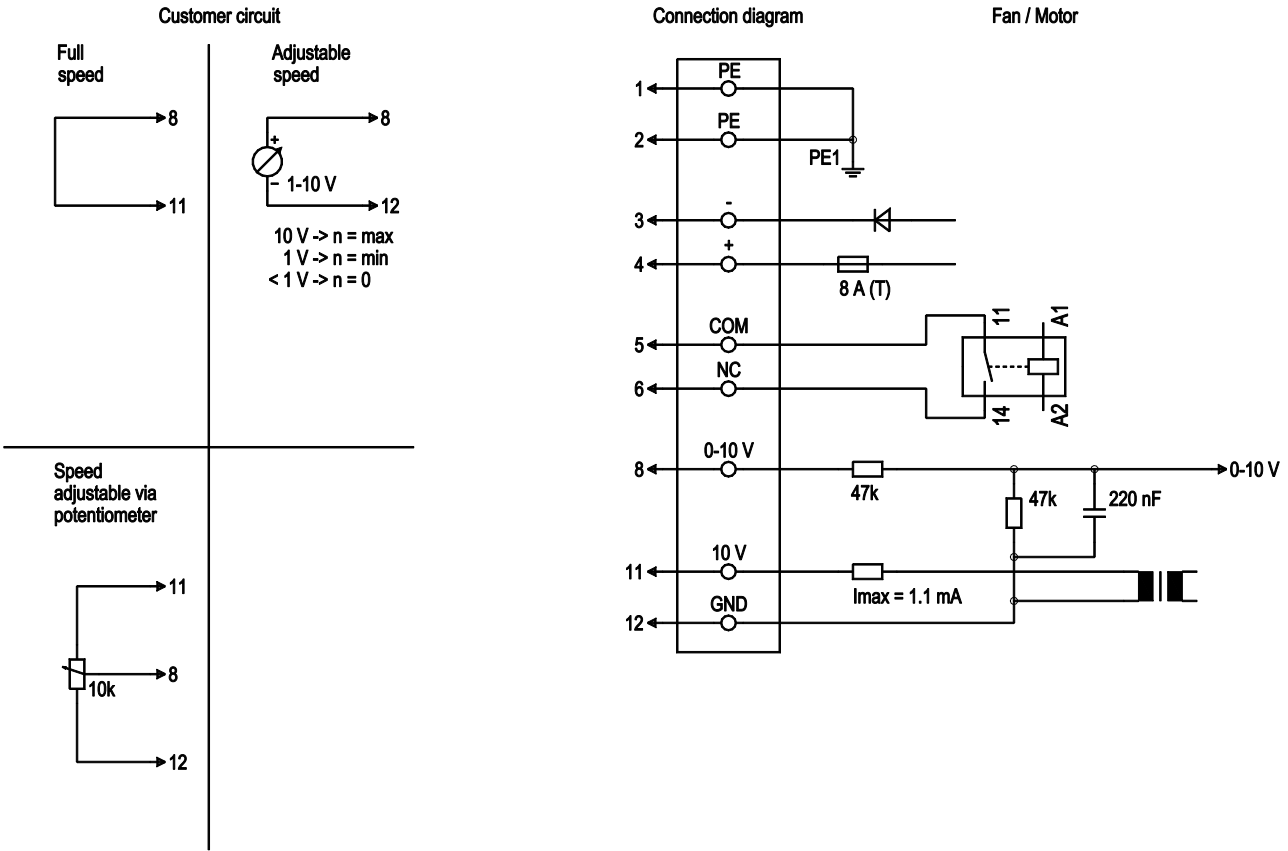 Customer circuit
Full
speed
8
11
Adjustable
speed
8
+
– 1-10 V
12
10 V -> n = max
1 V -> n = min
< 1 V -> n = 0
Speed
adjustable via
potentiometer
11
8
10k
12
Connection diagram
Fan / Motor
PE
1
PE
2
PE1
-
3
+
4
8 A (T)
COM
5
NC
6
11
A1
14
A2
0-10 V
8
47k
47k
220 nF
0-10 V
10 V
11
Imax = 1.1 mA
GND
12